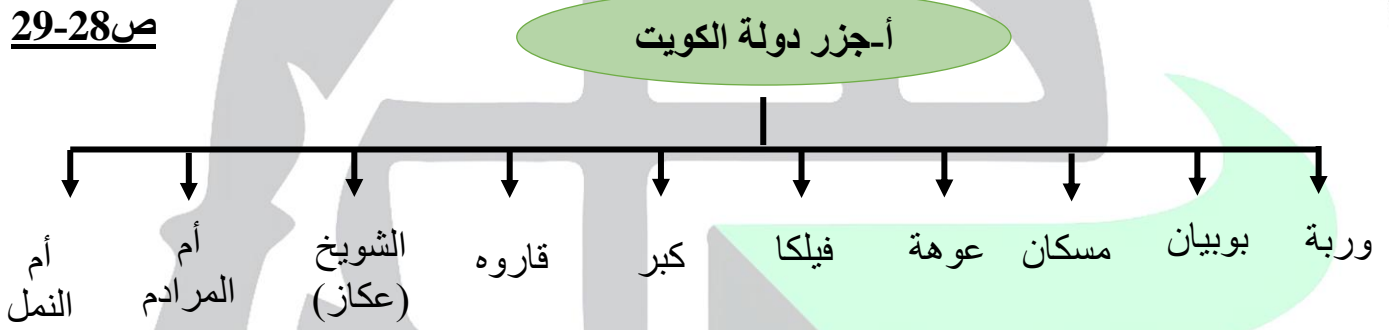 ص28-29
أ-جزر دولة الكويت
وربة
بوبيان
مسكان
عوهة
فيلكا
كبر
قاروه
الشويخ
(عكاز)
أم
المرادم
أم
النمل